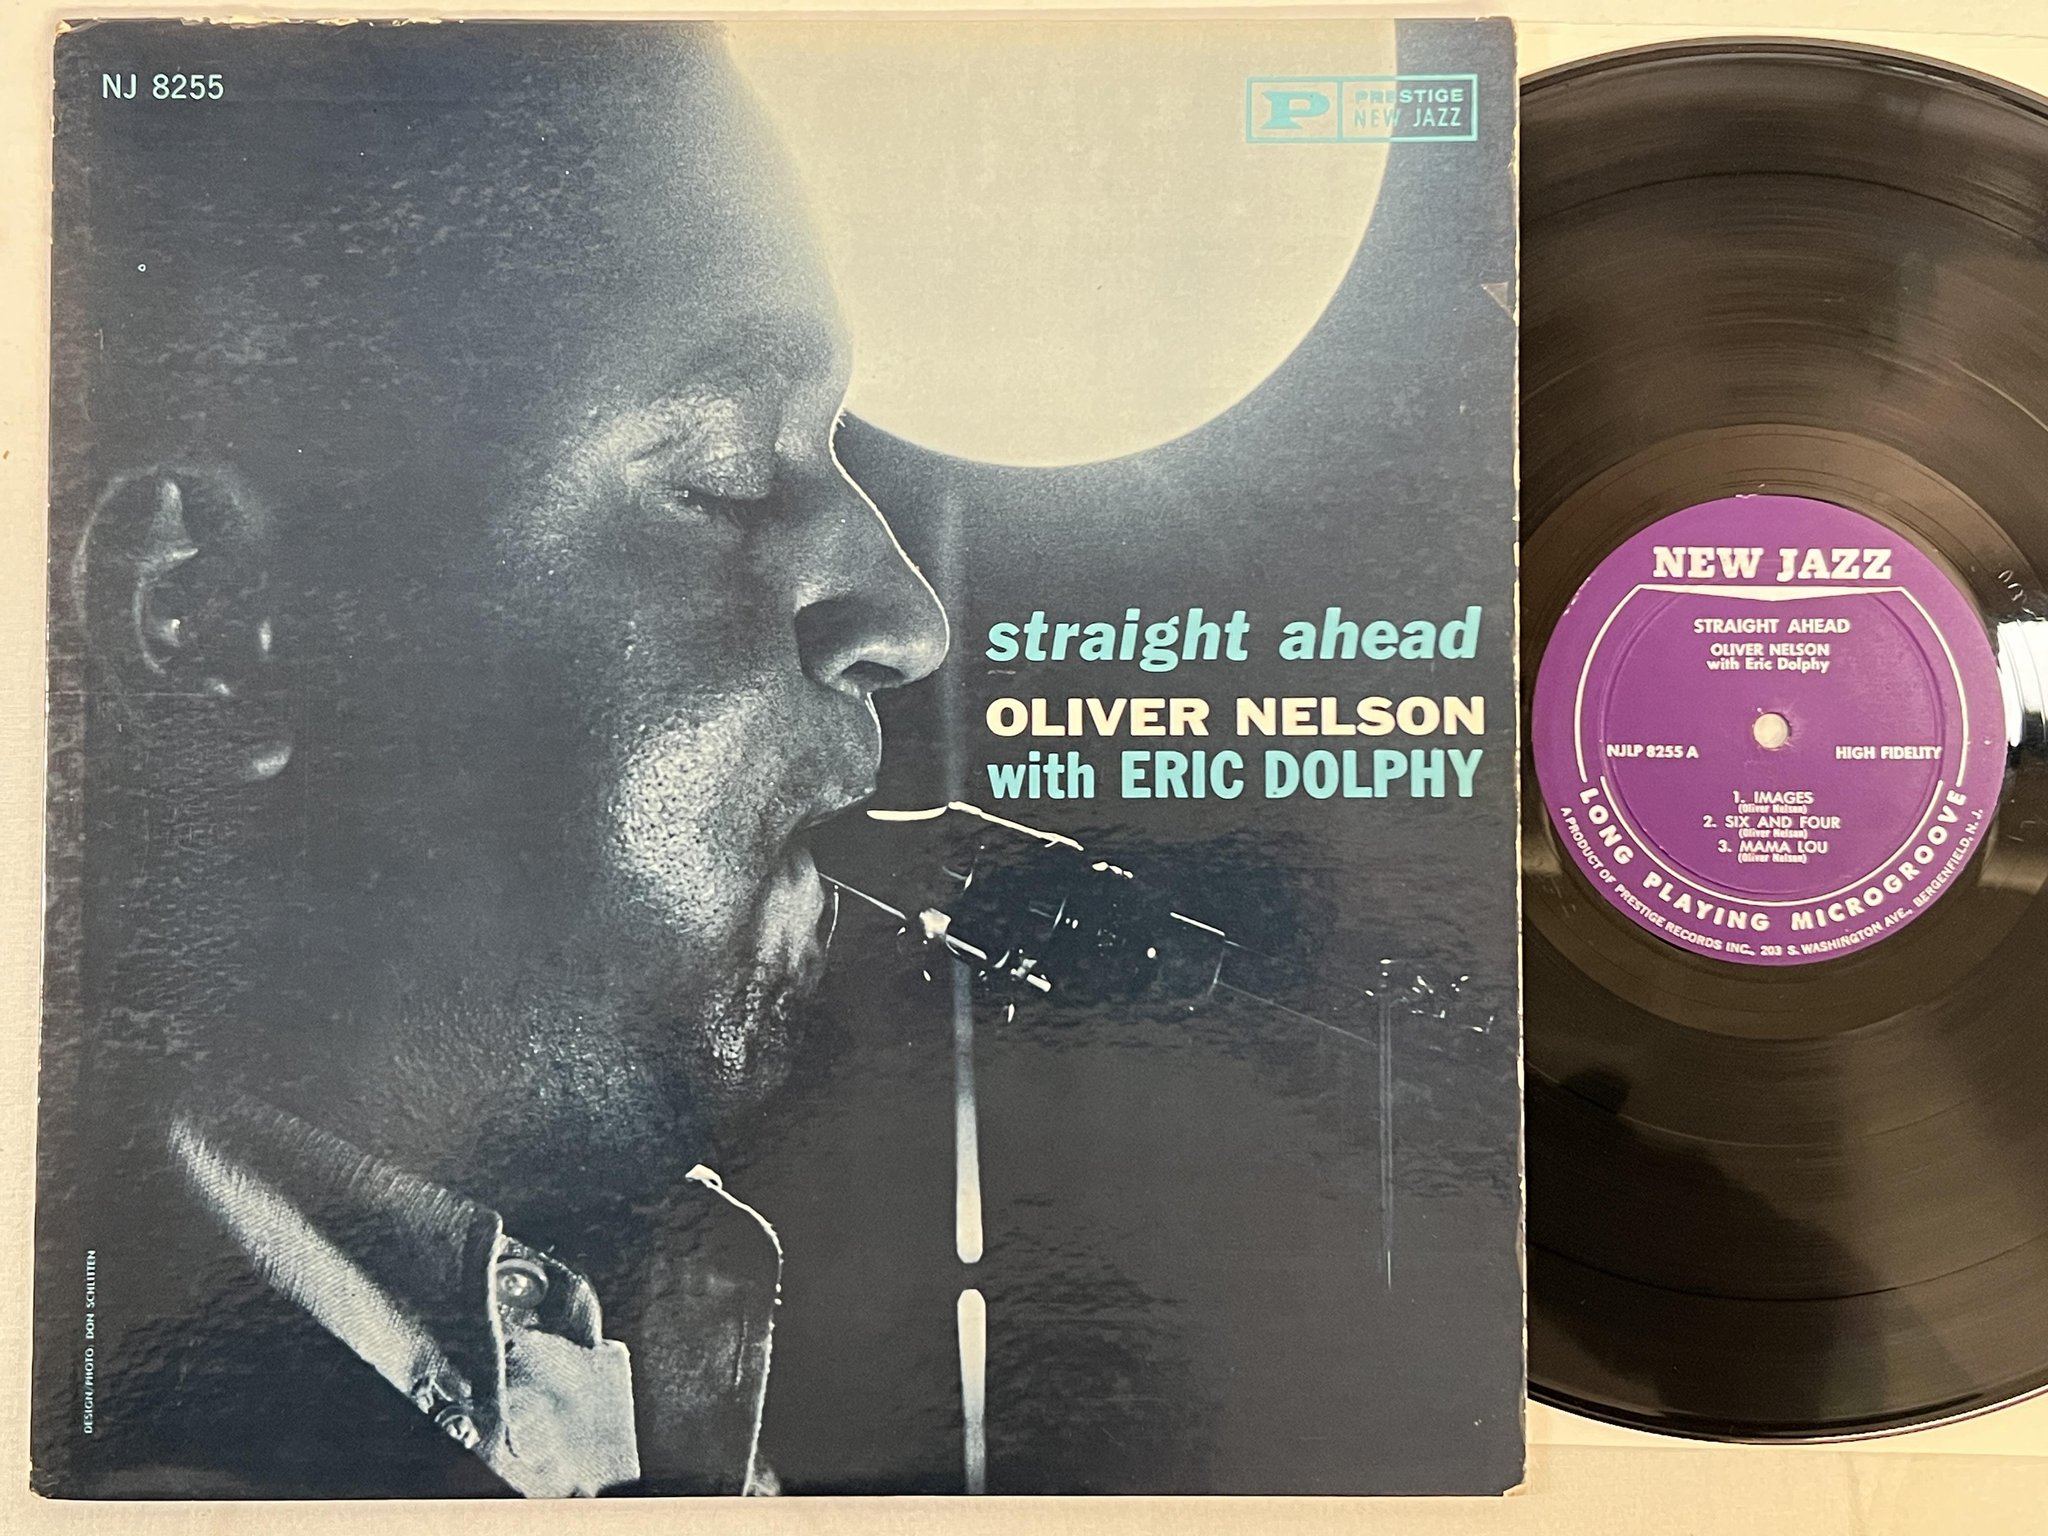 NJ 8255
P
PRESTIGE
NEW JAZZ
straight ahead
OLIVER NELSON
with ERIC DOLPHY
DESIGN/PHOTO: DON SCHLITTEN
NEW JAZZ
STRAIGHT AHEAD
OLIVER NELSON
with Eric Dolphy
NJLP 8255 A
HIGH FIDELITY
1. IMAGES
(Oliver Nelson)
2. SIX AND FOUR
(Oliver Nelson)
3. MAMA LOU
(Oliver Nelson)
LONG PLAYING MICROGROOVE
A PRODUCT OF PRESTIGE RECORDS INC., 203 S. WASHINGTON AVE., BERGENFIELD, N. J.